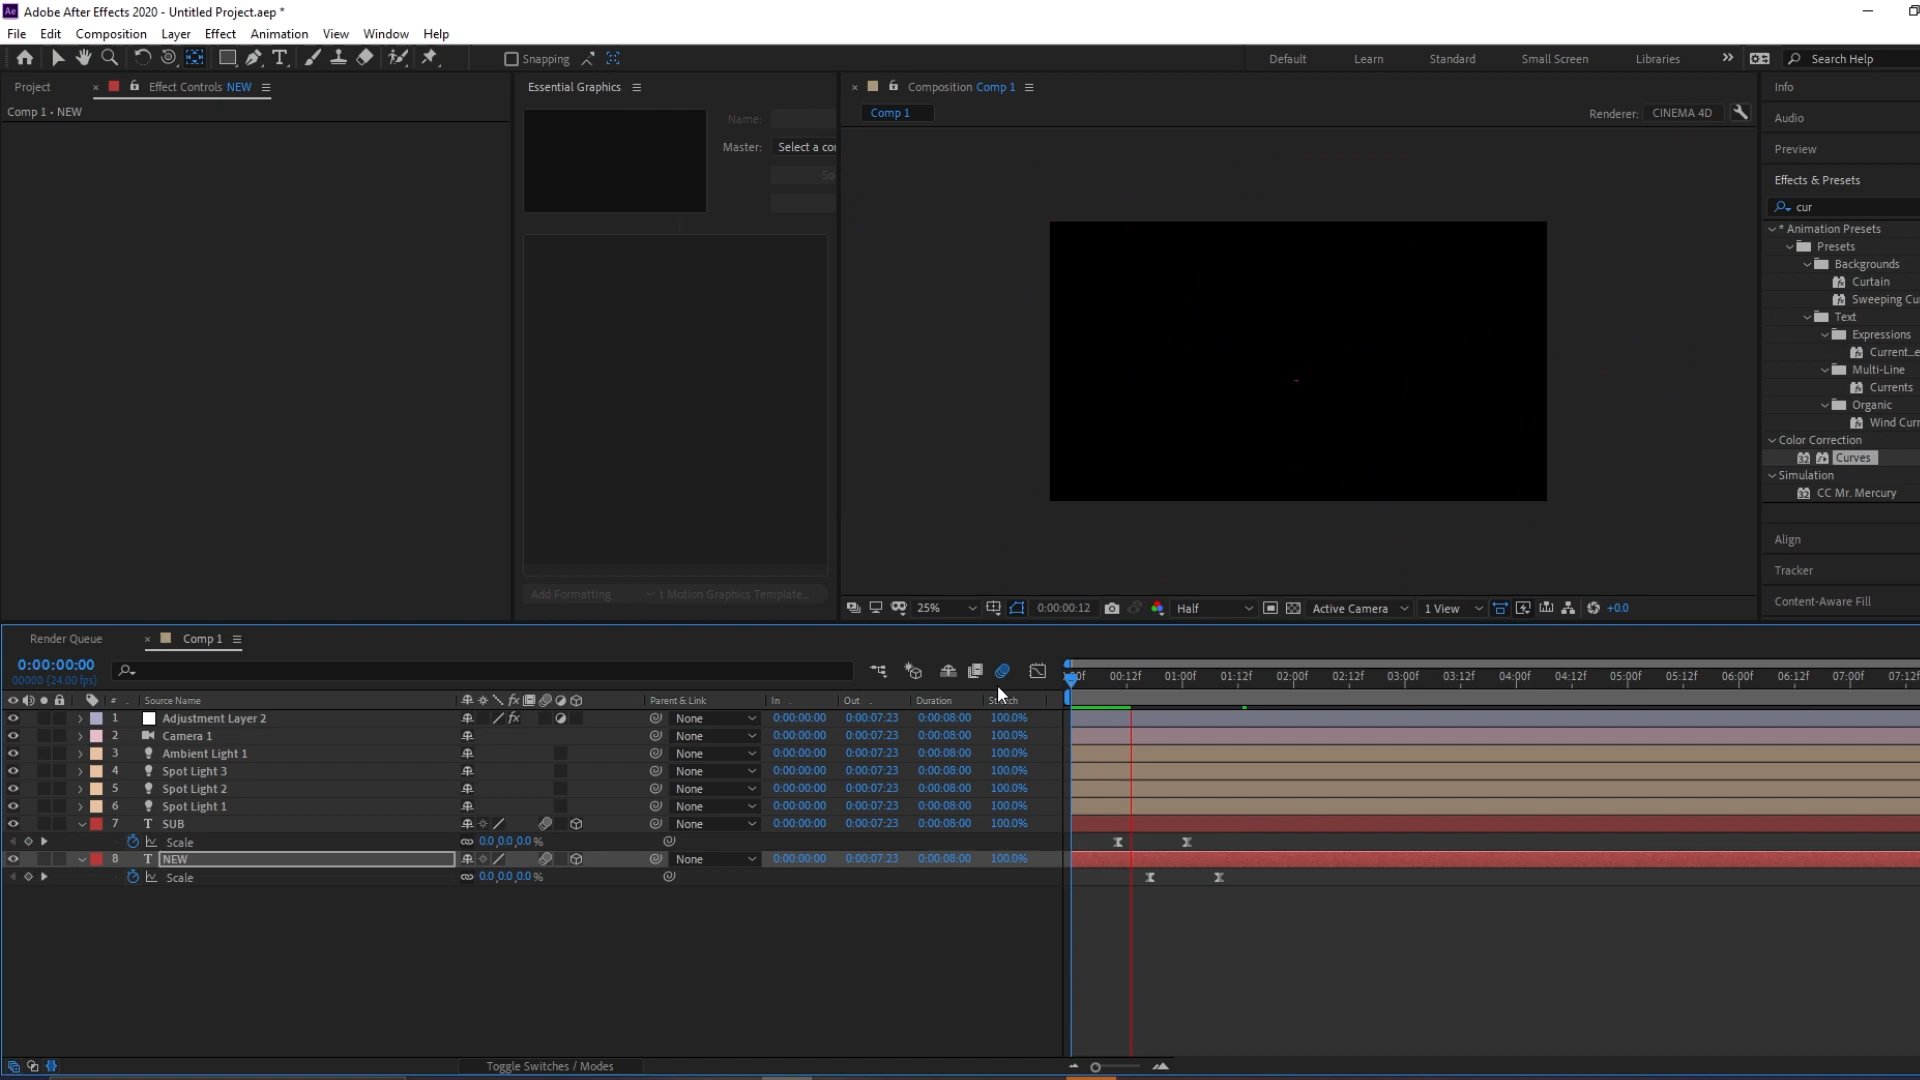 Ae Adobe After Effects 2020 - Untitled Project.aep *
File Edit Composition Layer Effect Animation View Window Help
Snapping Default Learn Standard Small Screen Libraries Search Help
Project Effect Controls NEW Essential Graphics Composition Comp 1 Info
Comp 1 • NEW
Name:
Master: Select a co
So
Comp 1 Renderer: CINEMA 4D
Audio
Preview
Effects & Presets
cur
* Animation Presets
Presets
Backgrounds
Curtain
Sweeping Cu
Text
Expressions
Current_e
Multi-Line
Currents
Organic
Wind Curr
Color Correction
Curves
Simulation
CC Mr. Mercury
Align
Tracker
Content-Aware Fill
Add Formatting t Motion Graphics Template...
25% 0:00:00:12 Half Active Camera 1 View +0.0
Render Queue Comp 1
0:00:00:00
00000 (24.00 fps)
00f 00:12f 01:00f 01:12f 02:00f 02:12f 03:00f 03:12f 04:00f 04:12f 05:00f 05:12f 06:00f 06:12f 07:00f 07:12f
# Source Name fx Parent & Link In Out Duration St ch
1 Adjustment Layer 2 fx None 0:00:00:00 0:00:07:23 0:00:08:00 100.0%
2 Camera 1 None 0:00:00:00 0:00:07:23 0:00:08:00 100.0%
3 Ambient Light 1 None 0:00:00:00 0:00:07:23 0:00:08:00 100.0%
4 Spot Light 3 None 0:00:00:00 0:00:07:23 0:00:08:00 100.0%
5 Spot Light 2 None 0:00:00:00 0:00:07:23 0:00:08:00 100.0%
6 Spot Light 1 None 0:00:00:00 0:00:07:23 0:00:08:00 100.0%
7 T SUB None 0:00:00:00 0:00:07:23 0:00:08:00 100.0%
Scale 0.0,0.0,0.0 %
8 T NEW None 0:00:00:00 0:00:07:23 0:00:08:00 100.0%
Scale 0.0,0.0,0.0 %
Toggle Switches / Modes